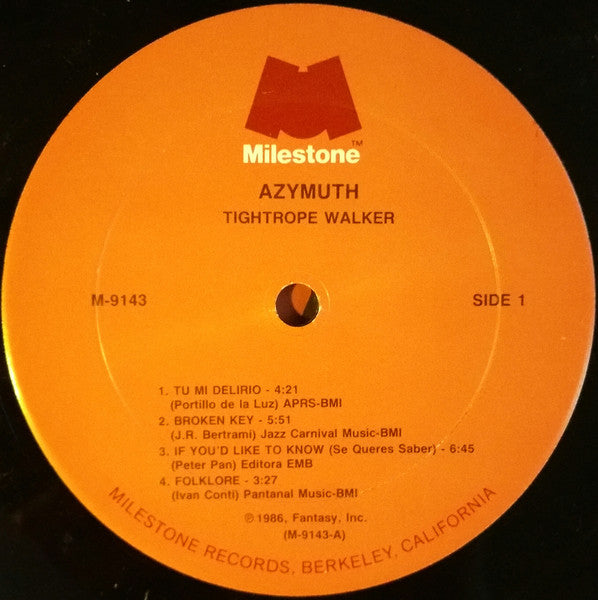 Milestone™
AZYMUTH
TIGHTROPE WALKER
M-9143
SIDE 1
1. TU MI DELIRIO - 4:21
(Portillo de la Luz) APRS-BMI
2. BROKEN KEY - 5:51
(J.R. Bertrami) Jazz Carnival Music-BMI
3. IF YOU'D LIKE TO KNOW (Se Queres Saber) - 6:45
(Peter Pan) Editora EMB
4. FOLKLORE - 3:27
(Ivan Conti) Pantanal Music-BMI
℗ 1986, Fantasy, Inc.
(M-9143-A)
MILESTONE RECORDS, BERKELEY, CALIFORNIA